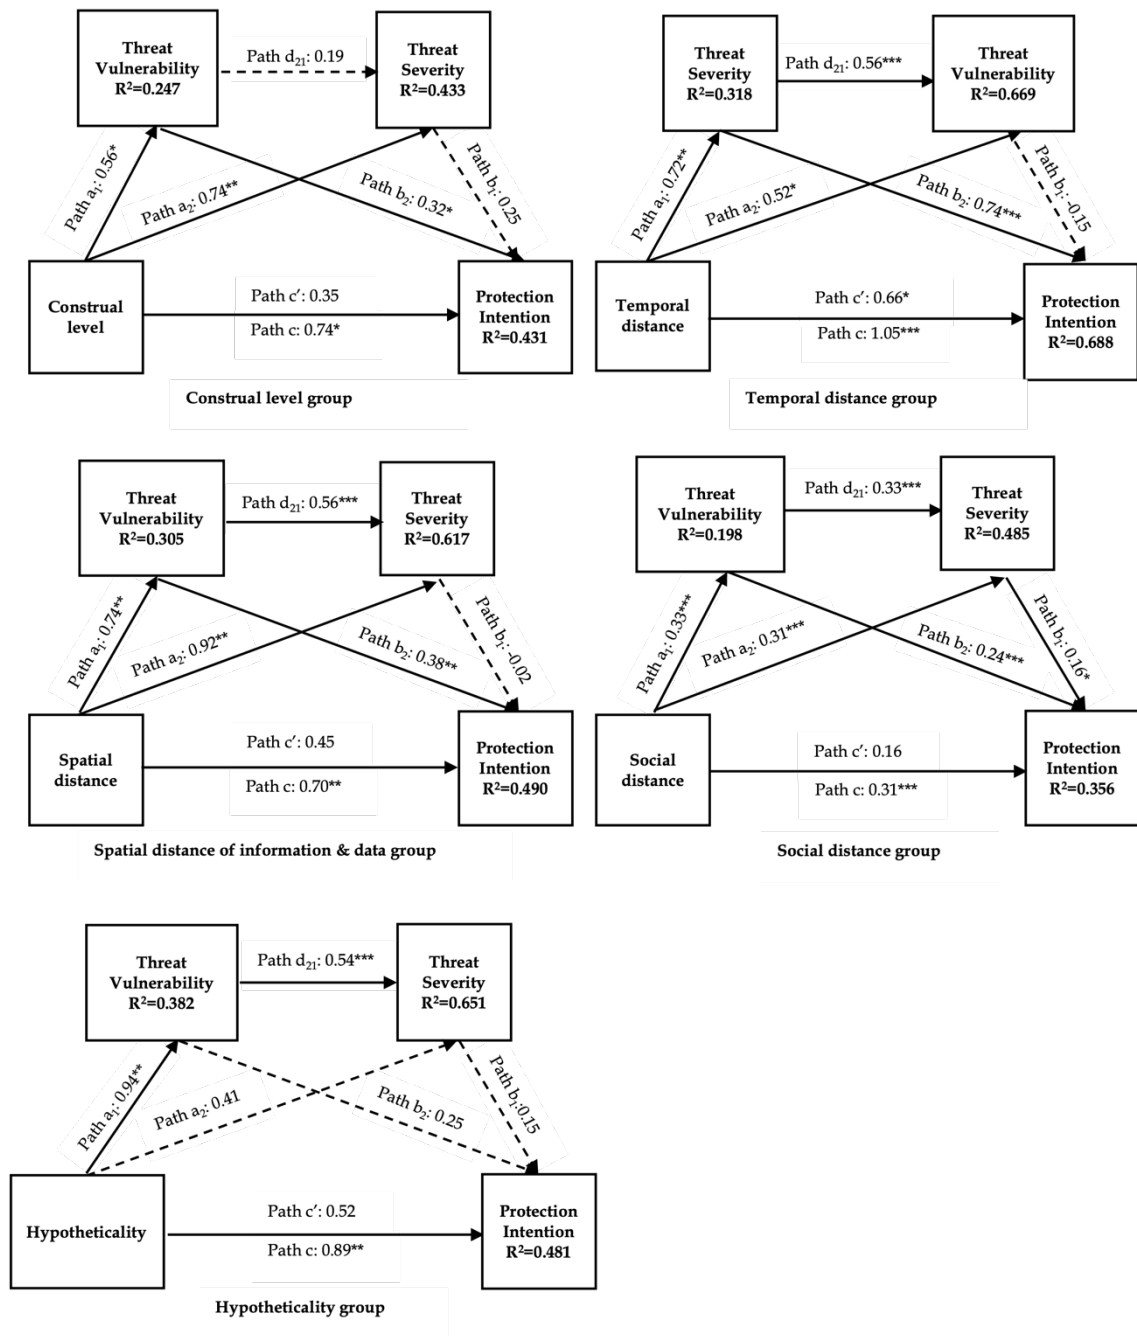 Threat
Vulnerability
R²=0.247
Path d₂₁: 0.19
Threat
Severity
R²=0.433
Path a₁: 0.56*
Path a₂: 0.74**
Path b₂: 0.32*
Path b₁: 0.25
Construal
level
Path c′: 0.35
Path c: 0.74*
Protection
Intention
R²=0.431
Construal level group
Threat
Severity
R²=0.318
Path d₂₁: 0.56***
Threat
Vulnerability
R²=0.669
Path a₁: 0.72**
Path a₂: 0.52*
Path b₂: 0.74***
Path b₁: -0.15
Temporal
distance
Path c′: 0.66*
Path c: 1.05***
Protection
Intention
R²=0.688
Temporal distance group
Threat
Vulnerability
R²=0.305
Path d₂₁: 0.56***
Threat
Severity
R²=0.617
Path a₁: 0.74**
Path a₂: 0.92**
Path b₂: 0.38**
Path b₁: -0.02
Spatial
distance
Path c′: 0.45
Path c: 0.70**
Protection
Intention
R²=0.490
Spatial distance of information & data group
Threat
Vulnerability
R²=0.198
Path d₂₁: 0.33***
Threat
Severity
R²=0.485
Path a₁: 0.33***
Path a₂: 0.31***
Path b₂: 0.24***
Path b₁: 0.16*
Social
distance
Path c′: 0.16
Path c: 0.31***
Protection
Intention
R²=0.356
Social distance group
Threat
Vulnerability
R²=0.382
Path d₂₁: 0.54***
Threat
Severity
R²=0.651
Path a₁: 0.94**
Path a₂: 0.41
Path b₂: 0.25
Path b₁:0.15
Hypotheticality
Path c′: 0.52
Path c: 0.89**
Protection
Intention
R²=0.481
Hypotheticality group